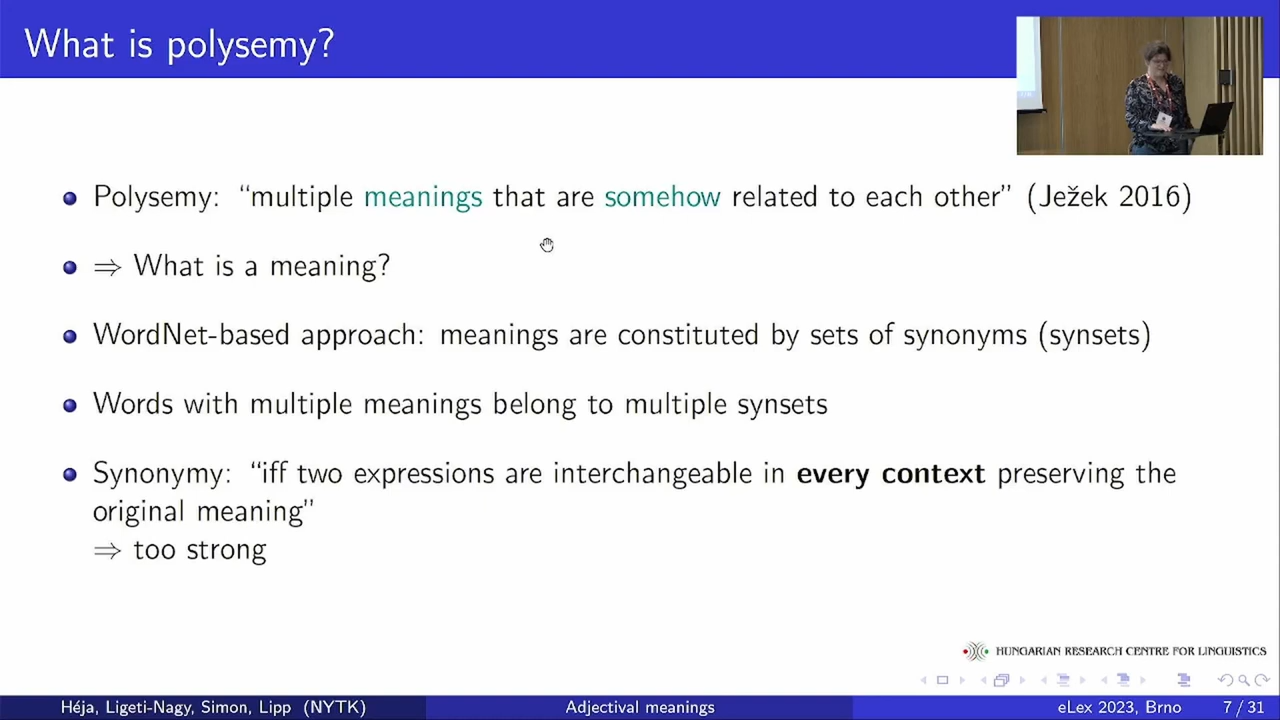 What is polysemy?
Polysemy: “multiple meanings that are somehow related to each other” (Ježek 2016)
⇒ What is a meaning?
WordNet-based approach: meanings are constituted by sets of synonyms (synsets)
Words with multiple meanings belong to multiple synsets
Synonymy: “iff two expressions are interchangeable in every context preserving the
original meaning”
⇒ too strong
HUNGARIAN RESEARCH CENTRE FOR LINGUISTICS
Héja, Ligeti-Nagy, Simon, Lipp (NYTK) Adjectival meanings eLex 2023, Brno 7 / 31